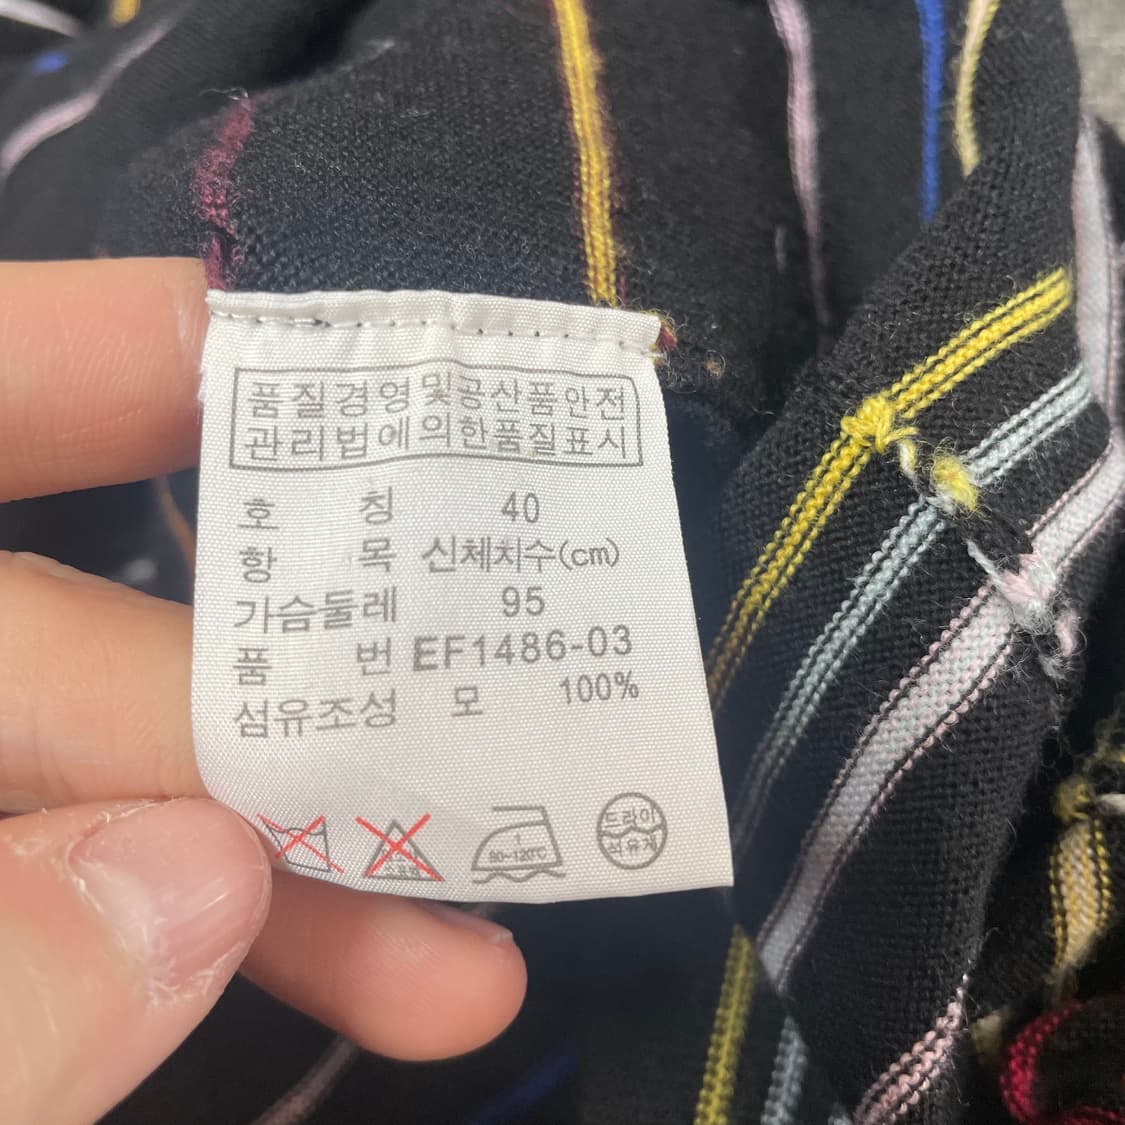 품질경영및공산품안전
관리법에의한품질표시
호 칭 40
항 목 신체치수(cm)
가슴둘레 95
품 번 EF1486-03
섬유조성 모 100%
80~120℃
드라이
석유계